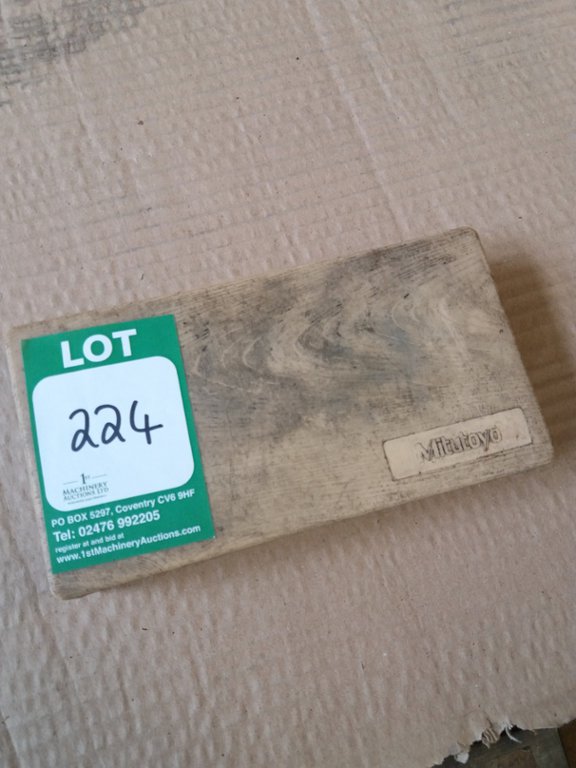 LOT
224
1st
MACHINERY
AUCTIONS LTD
PO BOX 5297, Coventry CV6 9HF
Tel: 02476 992205
register at and bid at
www.1stMachineryAuctions.com
Mitutoyo